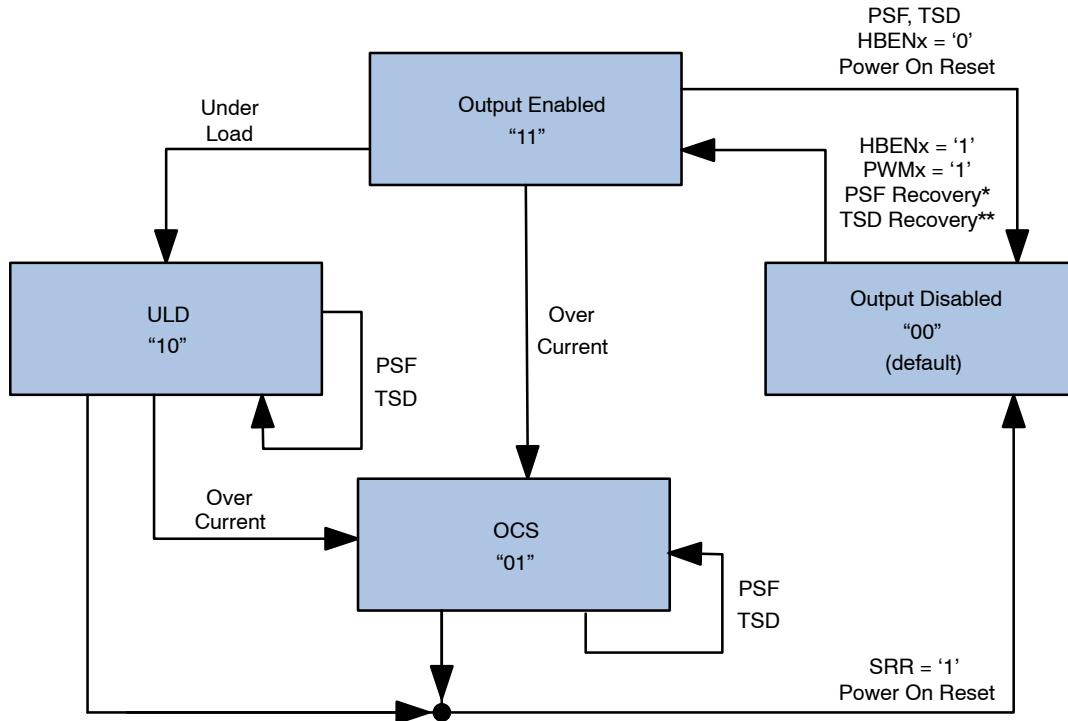 PSF, TSD
HBENx = ‘0’
Power On Reset
Output Enabled
“11”
Under
Load
HBENx = ‘1’
PWMx = ‘1’
PSF Recovery*
TSD Recovery**
ULD
“10”
PSF
TSD
Over
Current
Output Disabled
“00”
(default)
Over
Current
OCS
“01”
PSF
TSD
SRR = ‘1’
Power On Reset